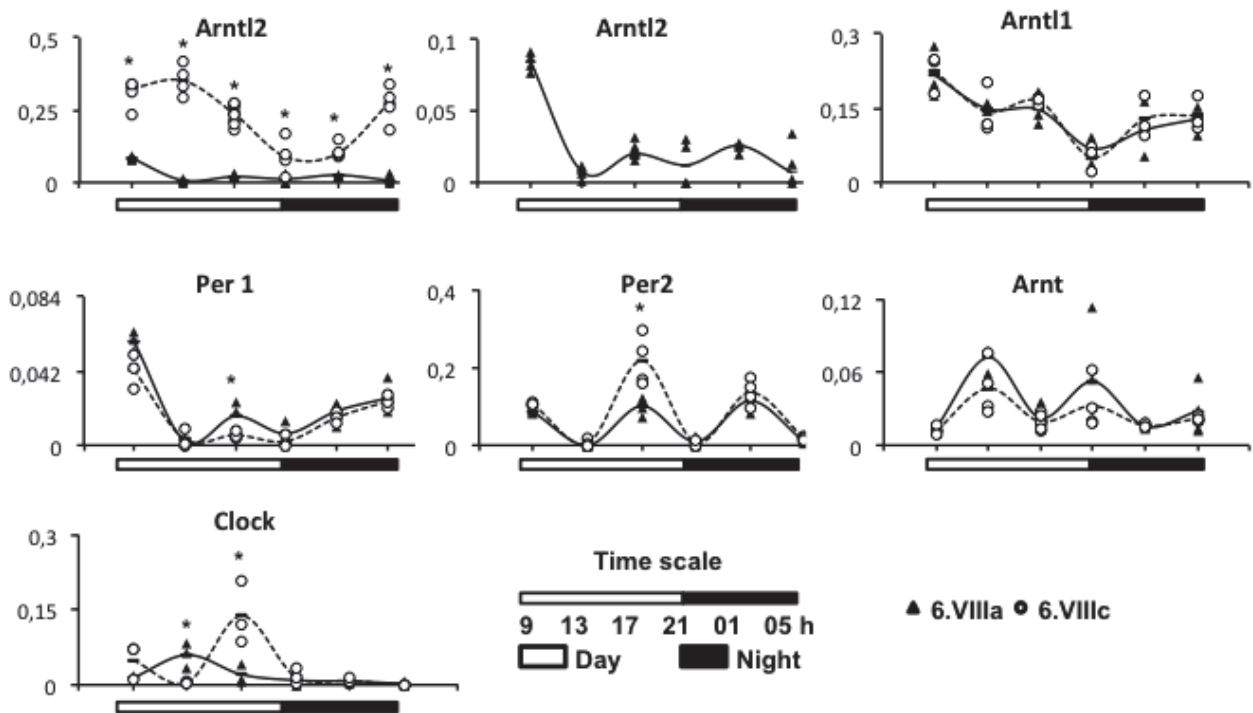 Arntl2
0,5
0,25
0
* * * * * *
Arntl2
0,1
0,05
0
Arntl1
0,3
0,15
0
Per 1
0,084
0,042
0
*
Per2
0,4
0,2
0
*
Arnt
0,12
0,06
0
Clock
0,3
0,15
0
* *
Time scale
9 13 17 21 01 05 h
Day Night
6.VIIIa 6.VIIIc